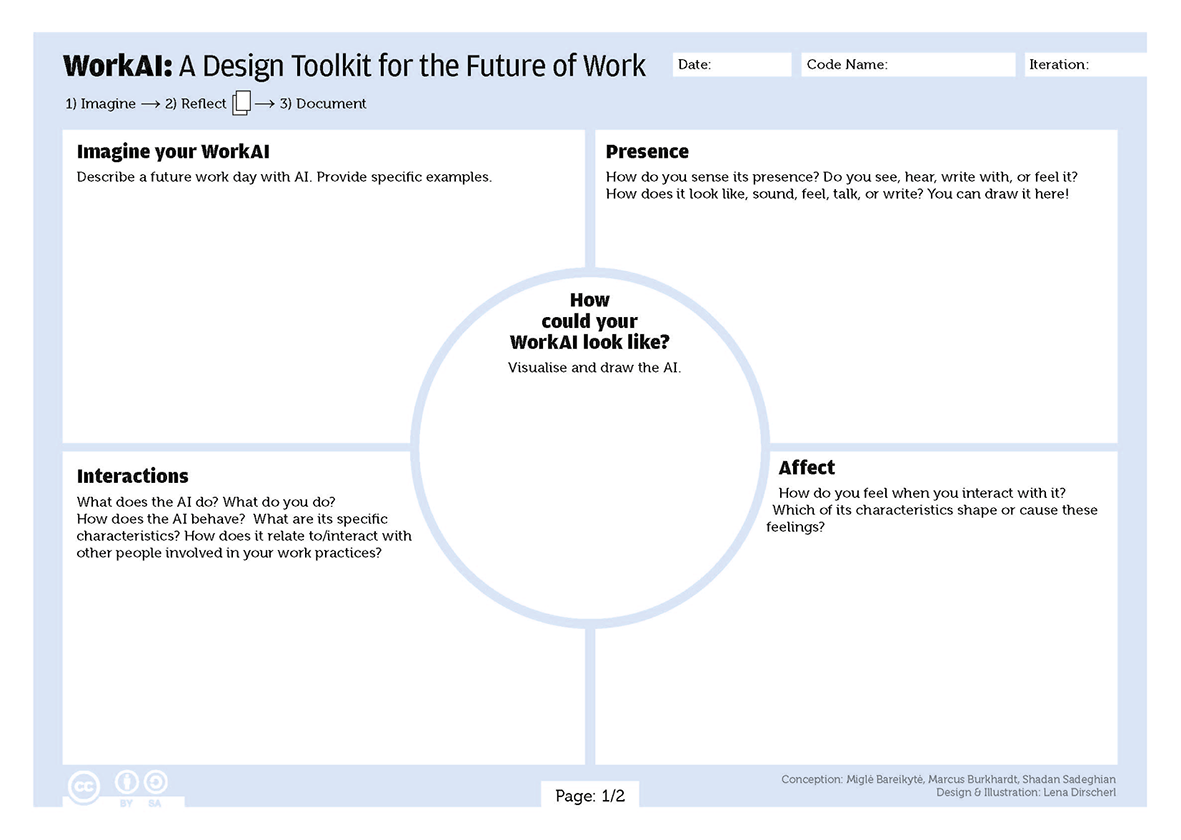 WorkAI: A Design Toolkit for the Future of Work
Date:
Code Name:
Iteration:
1) Imagine → 2) Reflect → 3) Document
Imagine your WorkAI
Describe a future work day with AI. Provide specific examples.
Presence
How do you sense its presence? Do you see, hear, write with, or feel it?
How does it look like, sound, feel, talk, or write? You can draw it here!
How
could your
WorkAI look like?
Visualise and draw the AI.
Interactions
What does the AI do? What do you do?
How does the AI behave?  What are its specific
characteristics? How does it relate to/interact with
other people involved in your work practices?
Affect
How do you feel when you interact with it?
Which of its characteristics shape or cause these
feelings?
cc
BY SA
Page: 1/2
Conception: Miglė Bareikytė, Marcus Burkhardt, Shadan Sadeghian
Design & Illustration: Lena Dirscherl